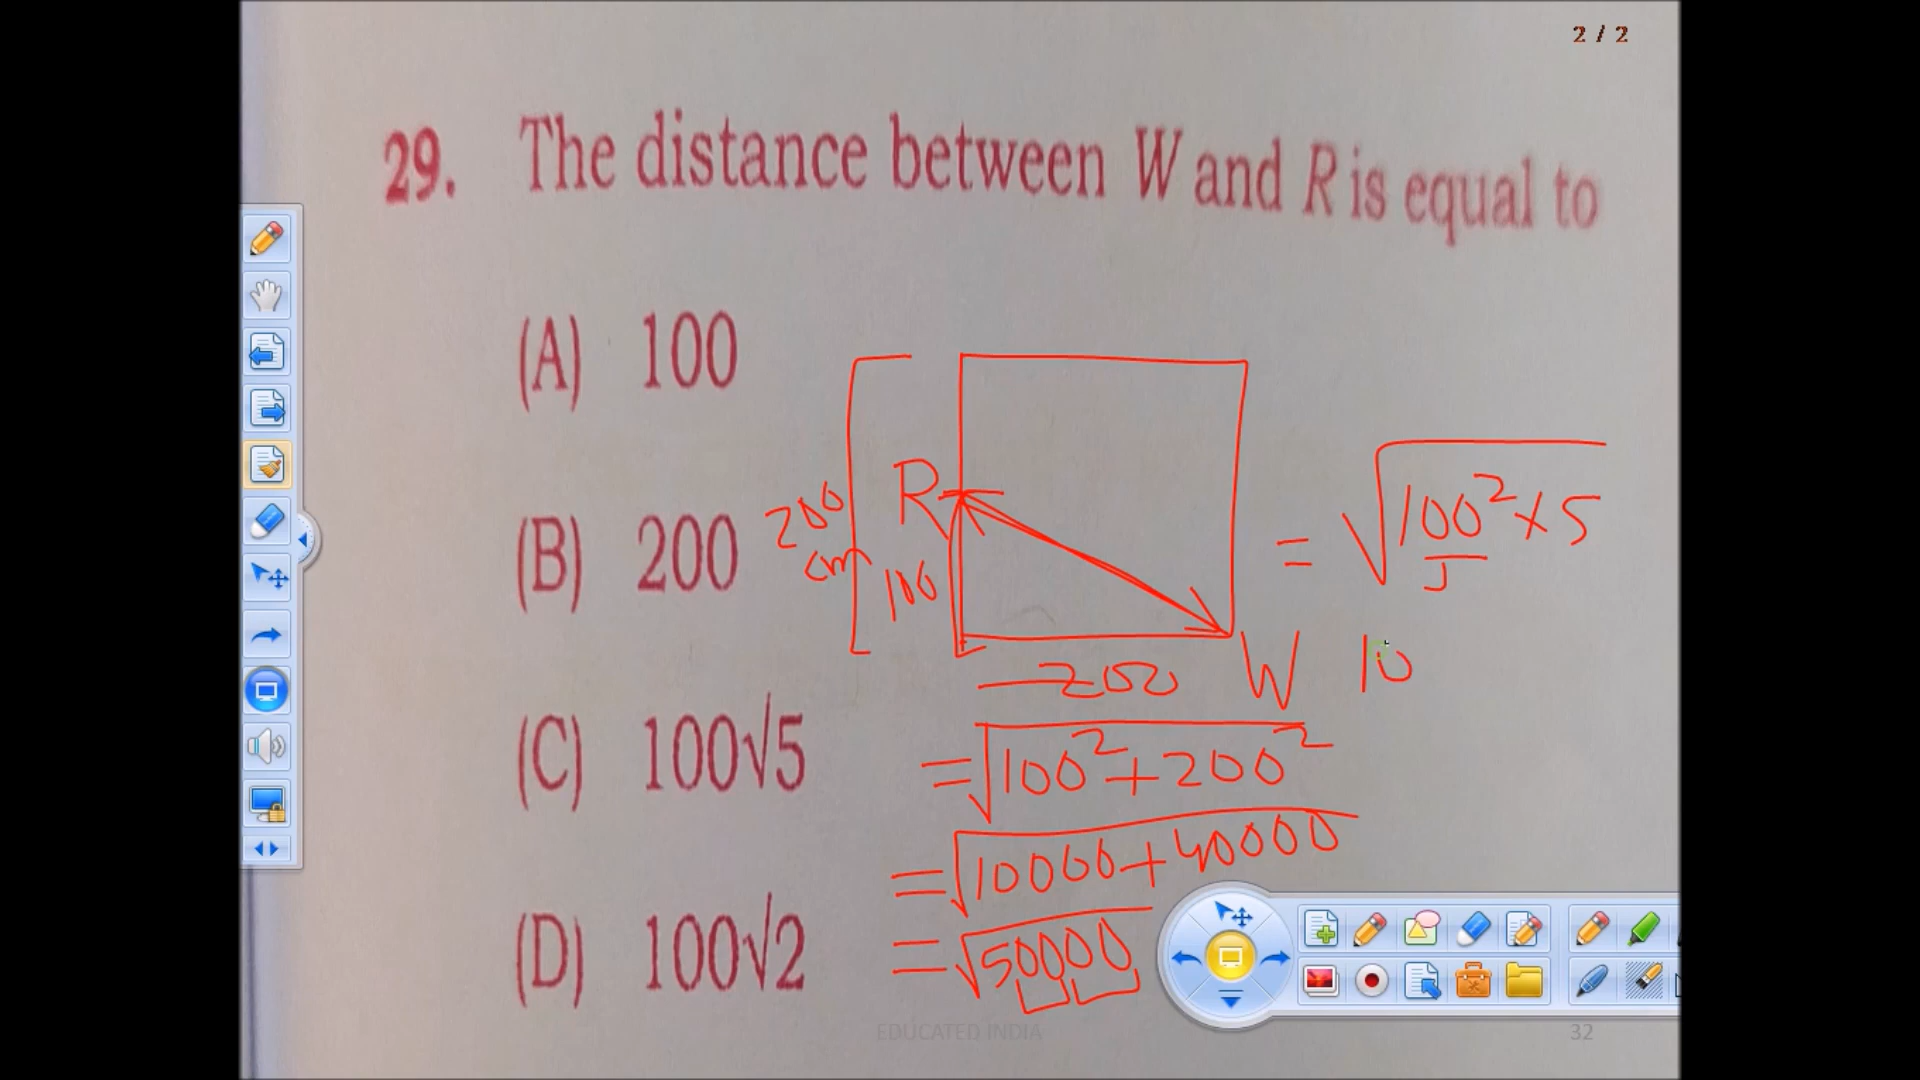 2 / 2
29. The distance between W and R is equal to
(A) 100
(B) 200
(C) 100√5
(D) 100√2
200
cm
R
100
200
W
= √100² + 200²
= √10000 + 40000
= √50000
= √100² × 5
10
EDUCATED INDIA
32